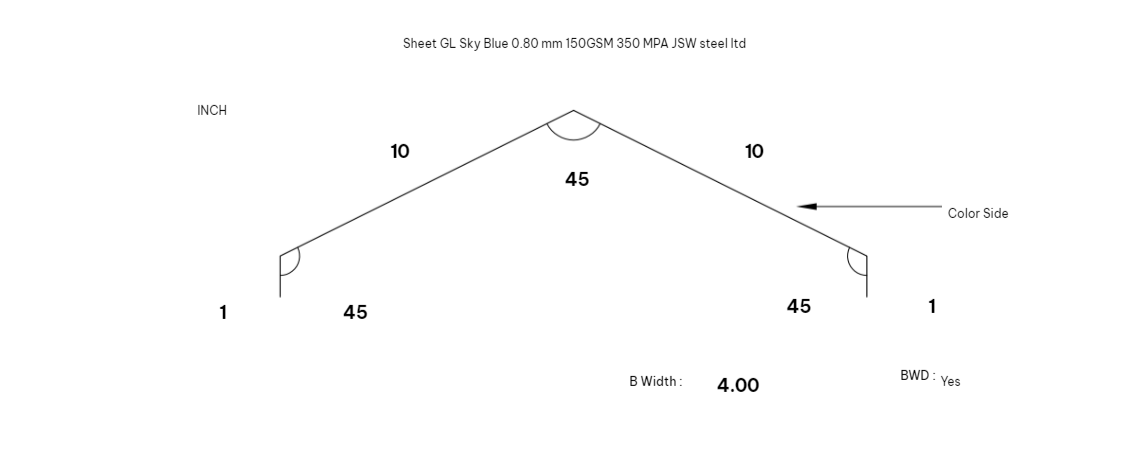 Sheet GL Sky Blue 0.80 mm 150GSM 350 MPA JSW steel ltd
INCH
10
10
45
Color Side
1
45
45
1
B Width :
4.00
BWD :
Yes